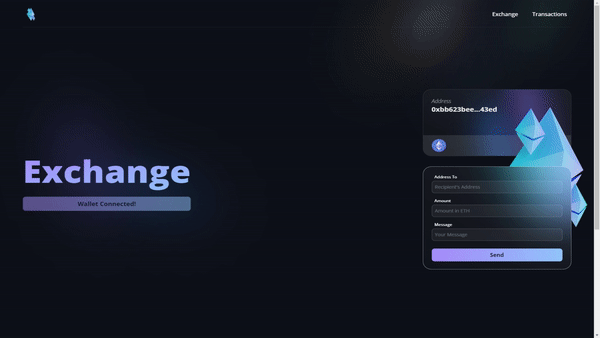 Exchange
Transactions
Address
0xbb623bee...43ed
Exchange
Wallet Connected!
Address To
Recipient's Address
Amount
Amount in ETH
Message
Your Message
Send